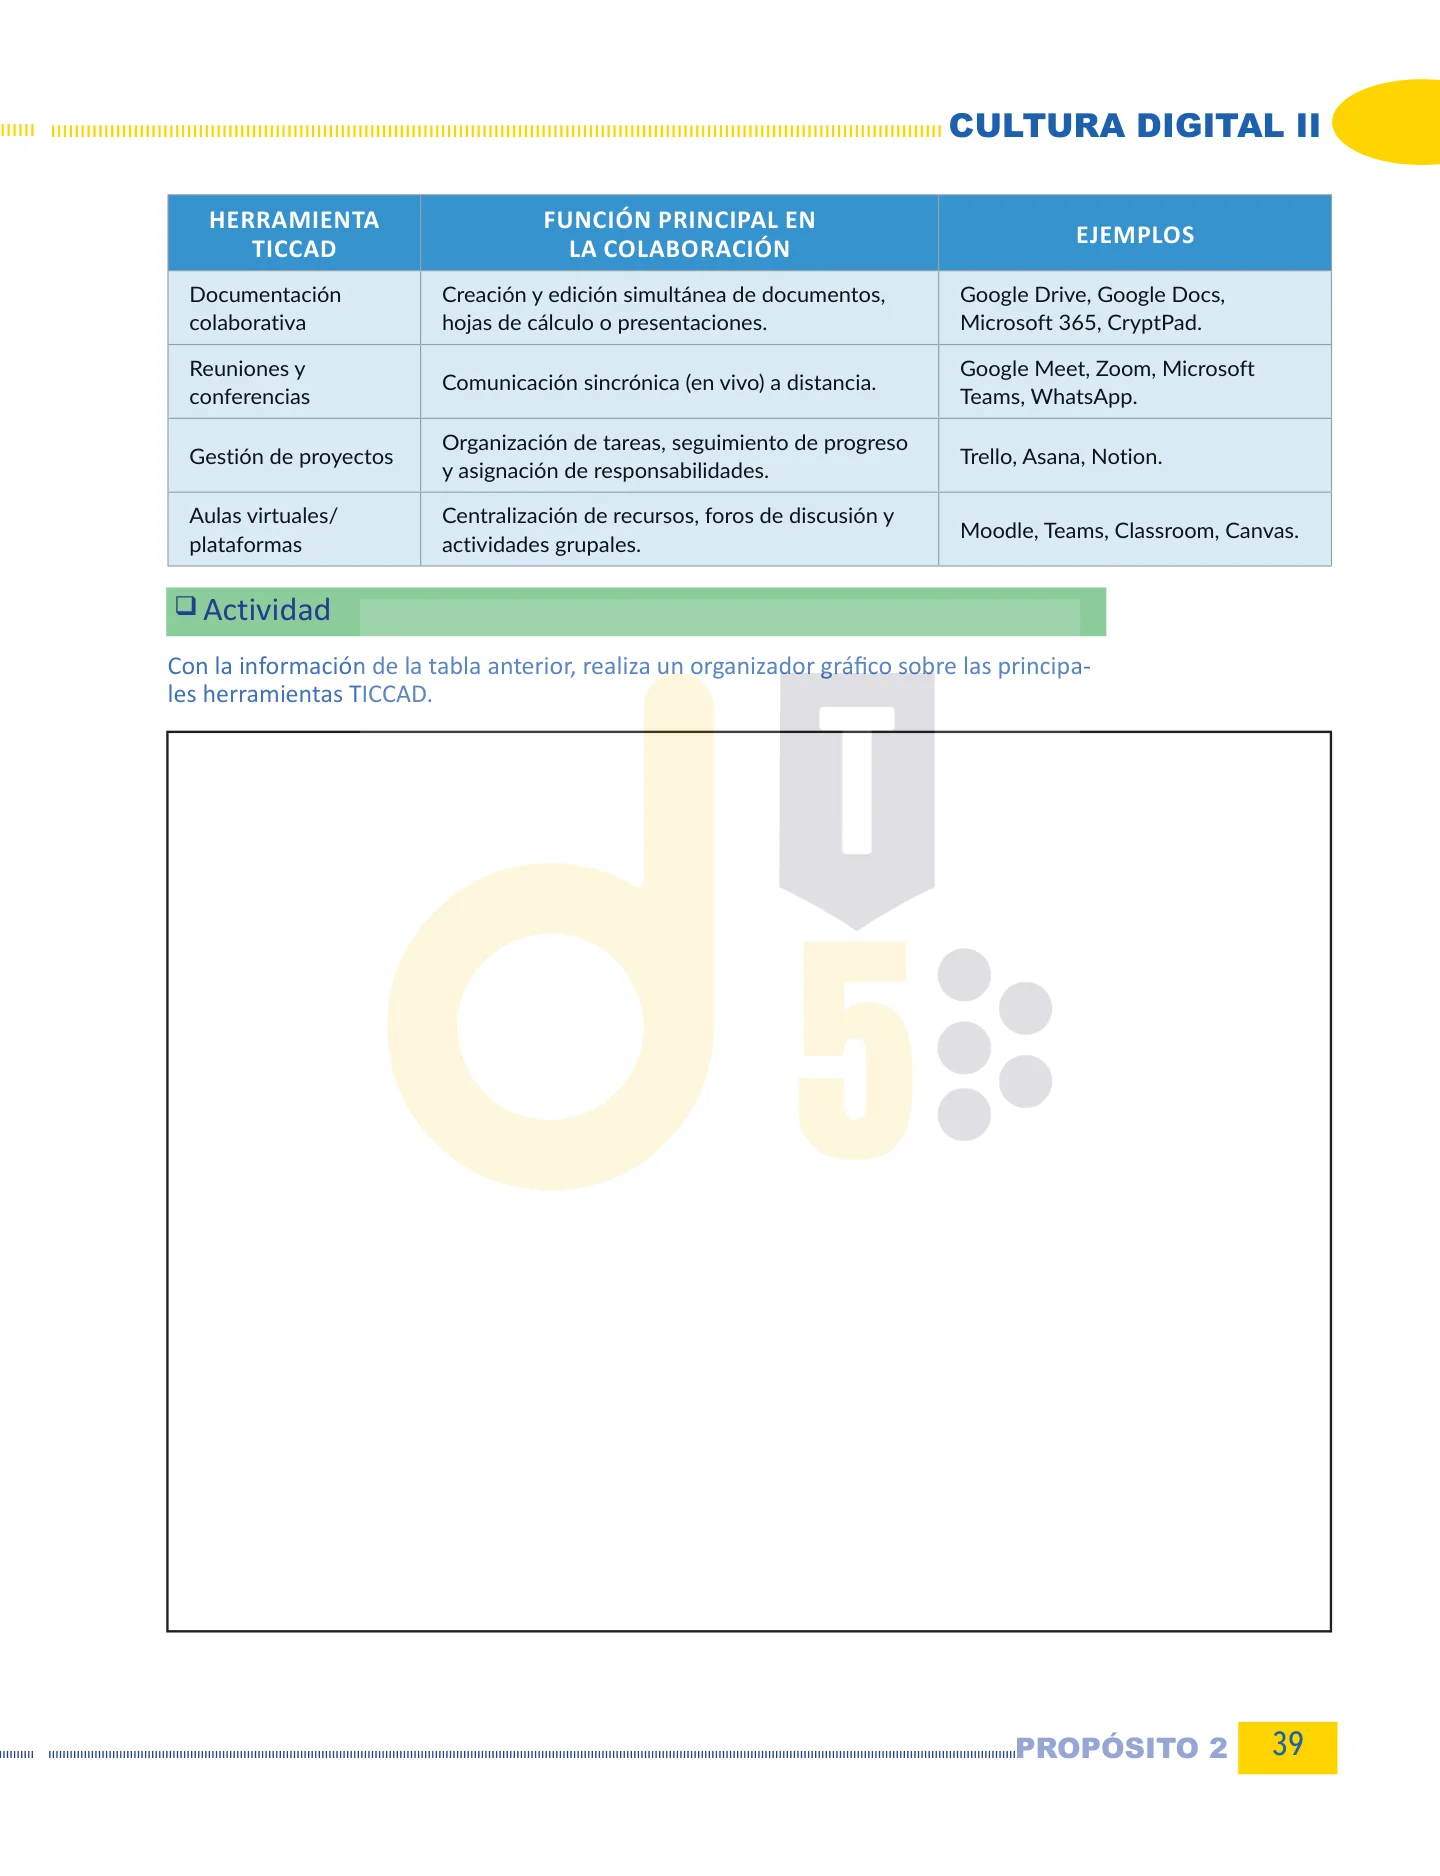 CULTURA DIGITAL II
HERRAMIENTA
TICCAD
FUNCIÓN PRINCIPAL EN
LA COLABORACIÓN
EJEMPLOS
Documentación
colaborativa
Creación y edición simultánea de documentos,
hojas de cálculo o presentaciones.
Google Drive, Google Docs,
Microsoft 365, CryptPad.
Reuniones y
conferencias
Comunicación sincrónica (en vivo) a distancia.
Google Meet, Zoom, Microsoft
Teams, WhatsApp.
Gestión de proyectos
Organización de tareas, seguimiento de progreso
y asignación de responsabilidades.
Trello, Asana, Notion.
Aulas virtuales/
plataformas
Centralización de recursos, foros de discusión y
actividades grupales.
Moodle, Teams, Classroom, Canvas.
❑ Actividad
Con la información de la tabla anterior, realiza un organizador gráfico sobre las principa-
les herramientas TICCAD.
d T
5
PROPÓSITO 2 39